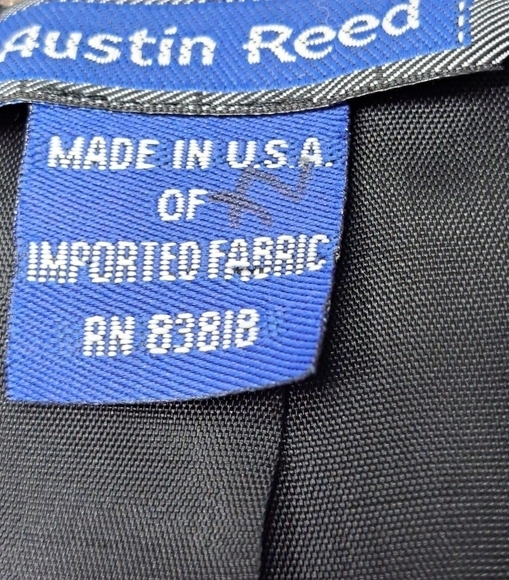 Austin Reed
MADE IN U.S.A.
OF
IMPORTED FABRIC
RN 83818